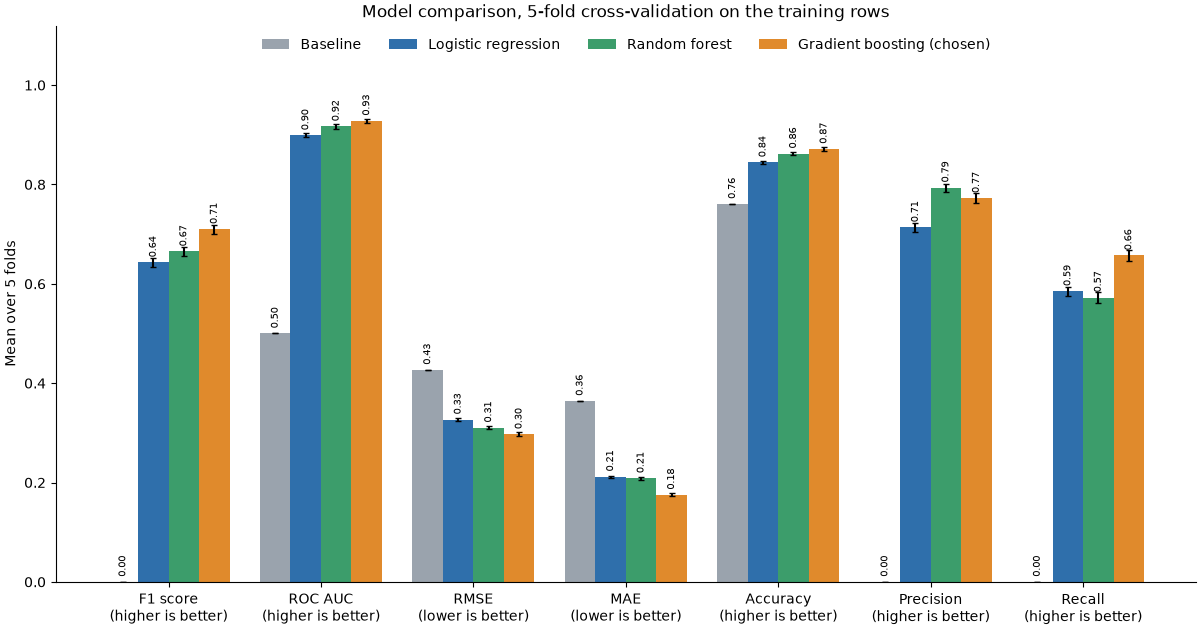 Model comparison, 5-fold cross-validation on the training rows
Baseline Logistic regression Random forest Gradient boosting (chosen)
Mean over 5 folds
1.0
0.8
0.6
0.4
0.2
0.0
0.00 0.64 0.67 0.71
0.50 0.90 0.92 0.93
0.43 0.33 0.31 0.30
0.36 0.21 0.21 0.18
0.76 0.84 0.86 0.87
0.00 0.71 0.79 0.77
0.00 0.59 0.57 0.66
F1 score
(higher is better)
ROC AUC
(higher is better)
RMSE
(lower is better)
MAE
(lower is better)
Accuracy
(higher is better)
Precision
(higher is better)
Recall
(higher is better)